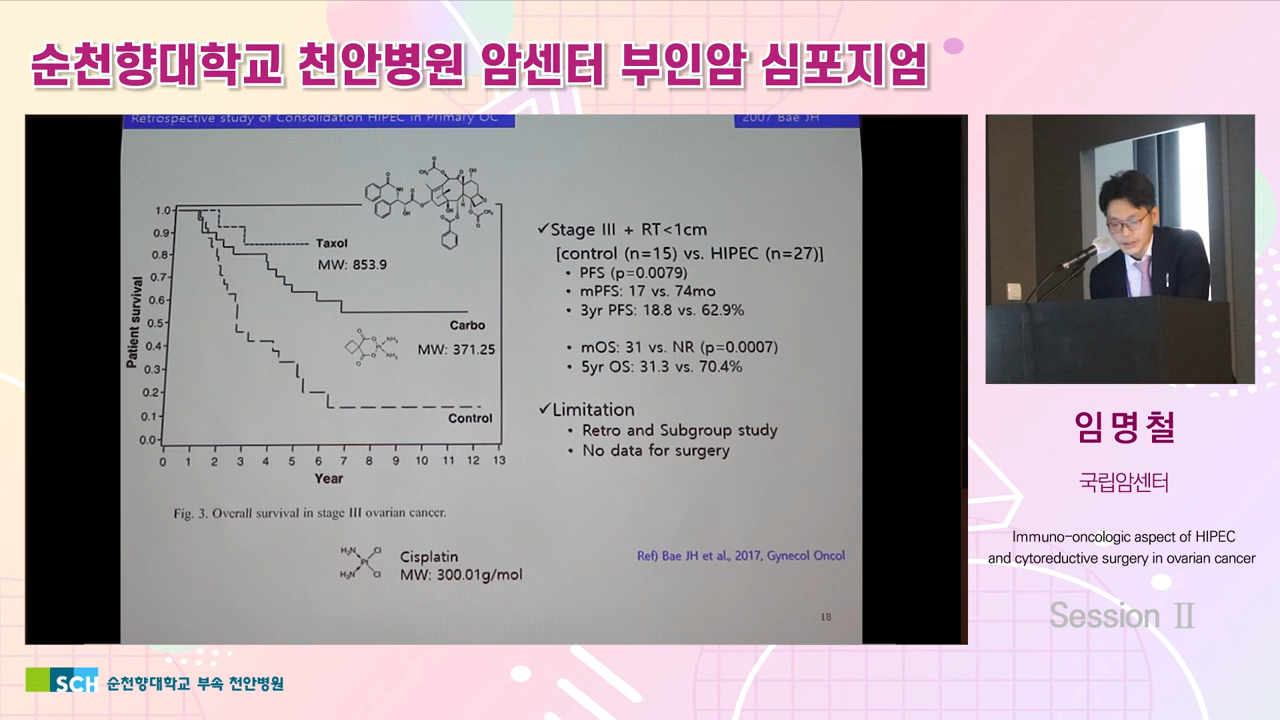 순천향대학교 천안병원 암센터 부인암 심포지엄
Retrospective study of Consolidation HIPEC in Primary OC
2007 Bae JH
Patient survival
1.0
0.9
0.8
0.7
0.6
0.5
0.4
0.3
0.2
0.1
0.0
0 1 2 3 4 5 6 7 8 9 10 11 12 13
Year
Taxol
MW: 853.9
Carbo
MW: 371.25
Control
Fig. 3. Overall survival in stage III ovarian cancer.
H₃N Cl
Pt
H₃N Cl
Cisplatin
MW: 300.01g/mol
✓Stage III + RT<1cm
[control (n=15) vs. HIPEC (n=27)]
• PFS (p=0.0079)
• mPFS: 17 vs. 74mo
• 3yr PFS: 18.8 vs. 62.9%
• mOS: 31 vs. NR (p=0.0007)
• 5yr OS: 31.3 vs. 70.4%
✓Limitation
• Retro and Subgroup study
• No data for surgery
Ref) Bae JH et al., 2017, Gynecol Oncol
18
임명철
국립암센터
Immuno-oncologic aspect of HIPEC
and cytoreductive surgery in ovarian cancer
Session Ⅱ
SCH 순천향대학교 부속 천안병원